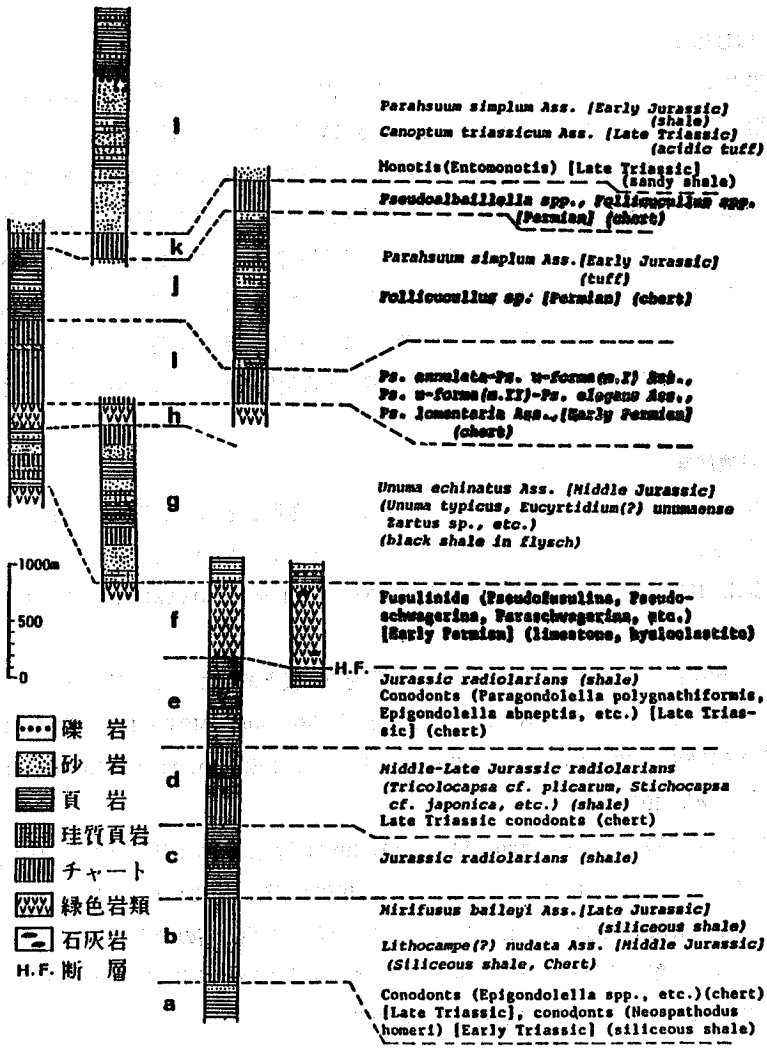 Parahsuum simplum Ass. [Early Jurassic]
(shale)
Canoptum triassicum Ass. [Late Triassic]
(acidic tuff)
Monotis(Entomonotis) [Late Triassic]
(Sandy shale)
Pseudoalbaillella spp., Follicucullus spp.
[Permian] (chert)
Parahsuum simplum Ass.[Early Jurassic]
(tuff)
Follicucullus sp. [Permian] (chert)
Ps. annulata-Ps. u-forma(m.I) Ass.,
Ps. u-forma(m.II)-Ps. elegans Ass.,
Ps. lomentaria Ass.,[Early Permian]
(chert)
Unuma echinatus Ass. [Middle Jurassic]
(Unuma typicus, Eucyrtidium(?) unumaense
Zartus sp., etc.)
(black shale in flysch)
Fusulinids (Pseudofusulina, Pseudo-
schwagerina, Paraschwagerina, etc.)
[Early Permian] (limestone, hyaloclastite)
Jurassic radiolarians (shale)
Conodonts (Paragondolella polygnathiformis,
Epigondolella abneptis, etc.) [Late Trias-
sic] (chert)
Middle-Late Jurassic radiolarians
(Tricolocapsa cf. plicarum, Stichocapsa
cf. japonica, etc.) (shale)
Late Triassic conodonts (chert)
Jurassic radiolarians (shale)
Mirifusus baileyi Ass.[Late Jurassic]
(siliceous shale)
Lithocampe(?) nudata Ass. [Middle Jurassic]
(Siliceous shale, Chert)
Conodonts (Epigondolella spp., etc.)(chert)
[Late Triassic], conodonts (Neospathodus
homeri) [Early Triassic] (siliceous shale)
l
k
j
i
h
g
f
e
d
c
b
a
H.F.
1000m
500
0
礫 岩
砂 岩
頁 岩
珪質頁岩
チャート
緑色岩類
石灰岩
H.F. 断 層